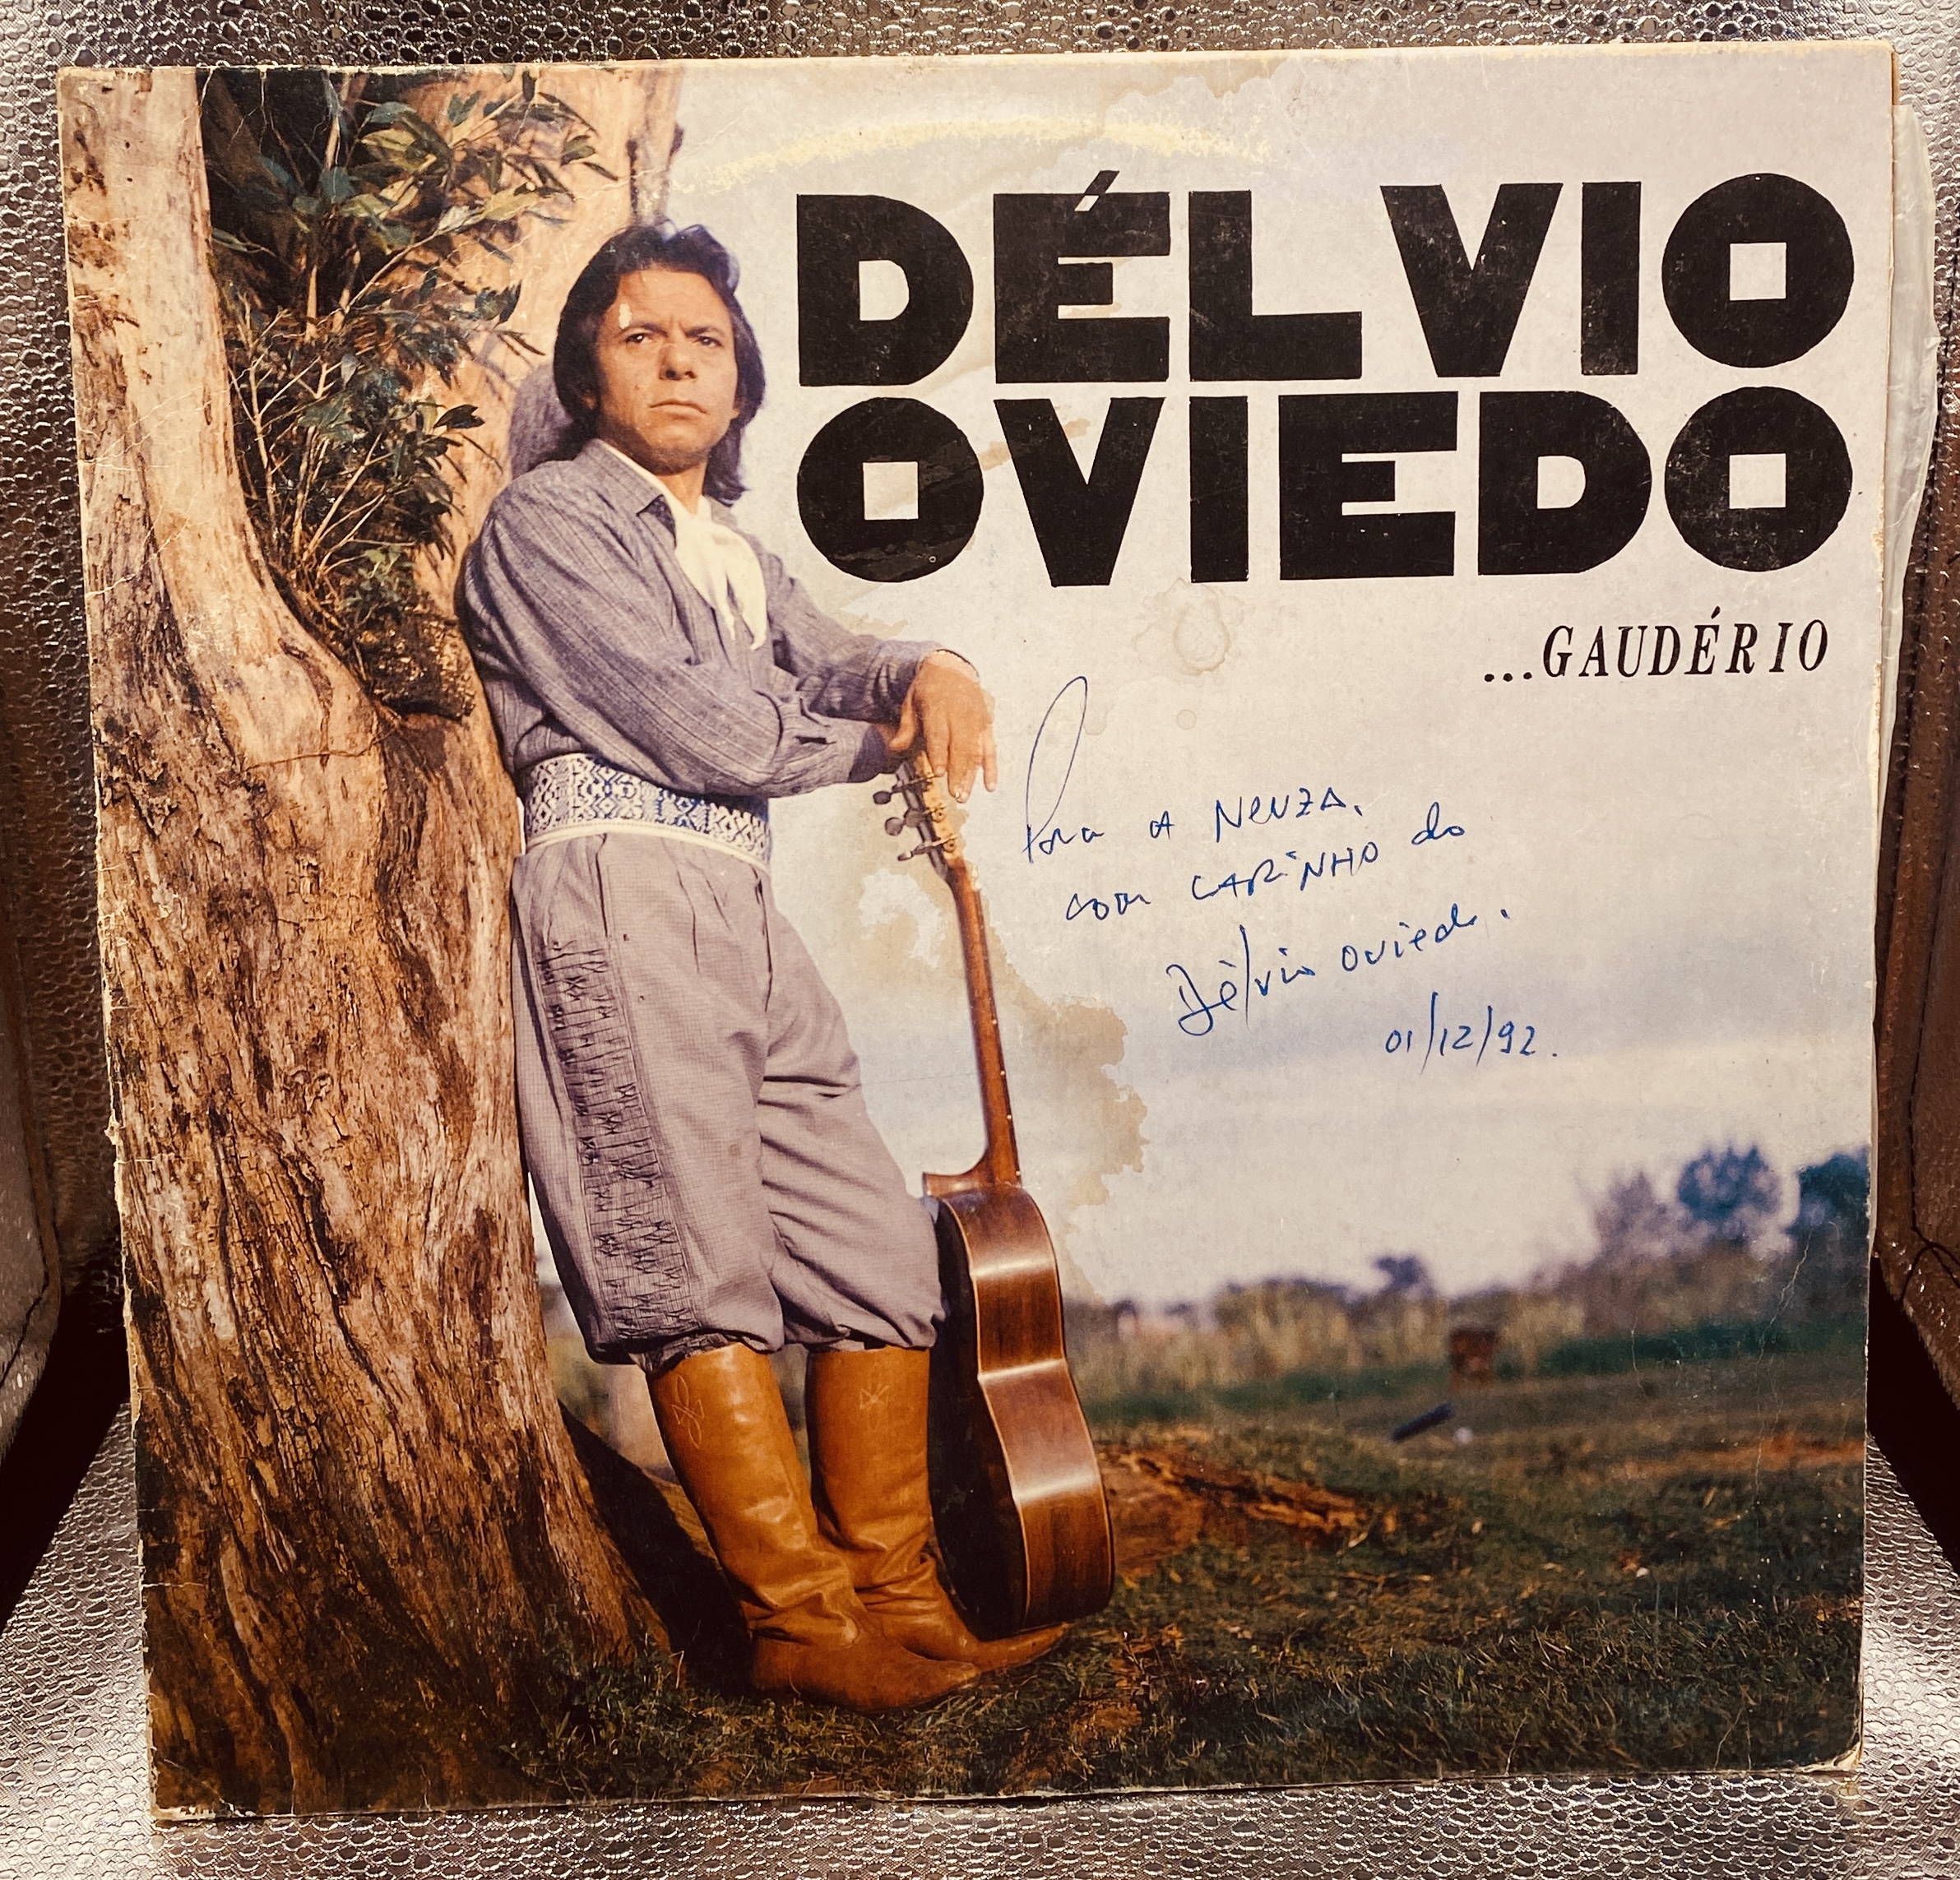 DÉLVIO
OVIEDO
...GAUDÉRIO
Para A NeuZA,
com CARiNHO do
Délvio Oviedo.
01/12/92.